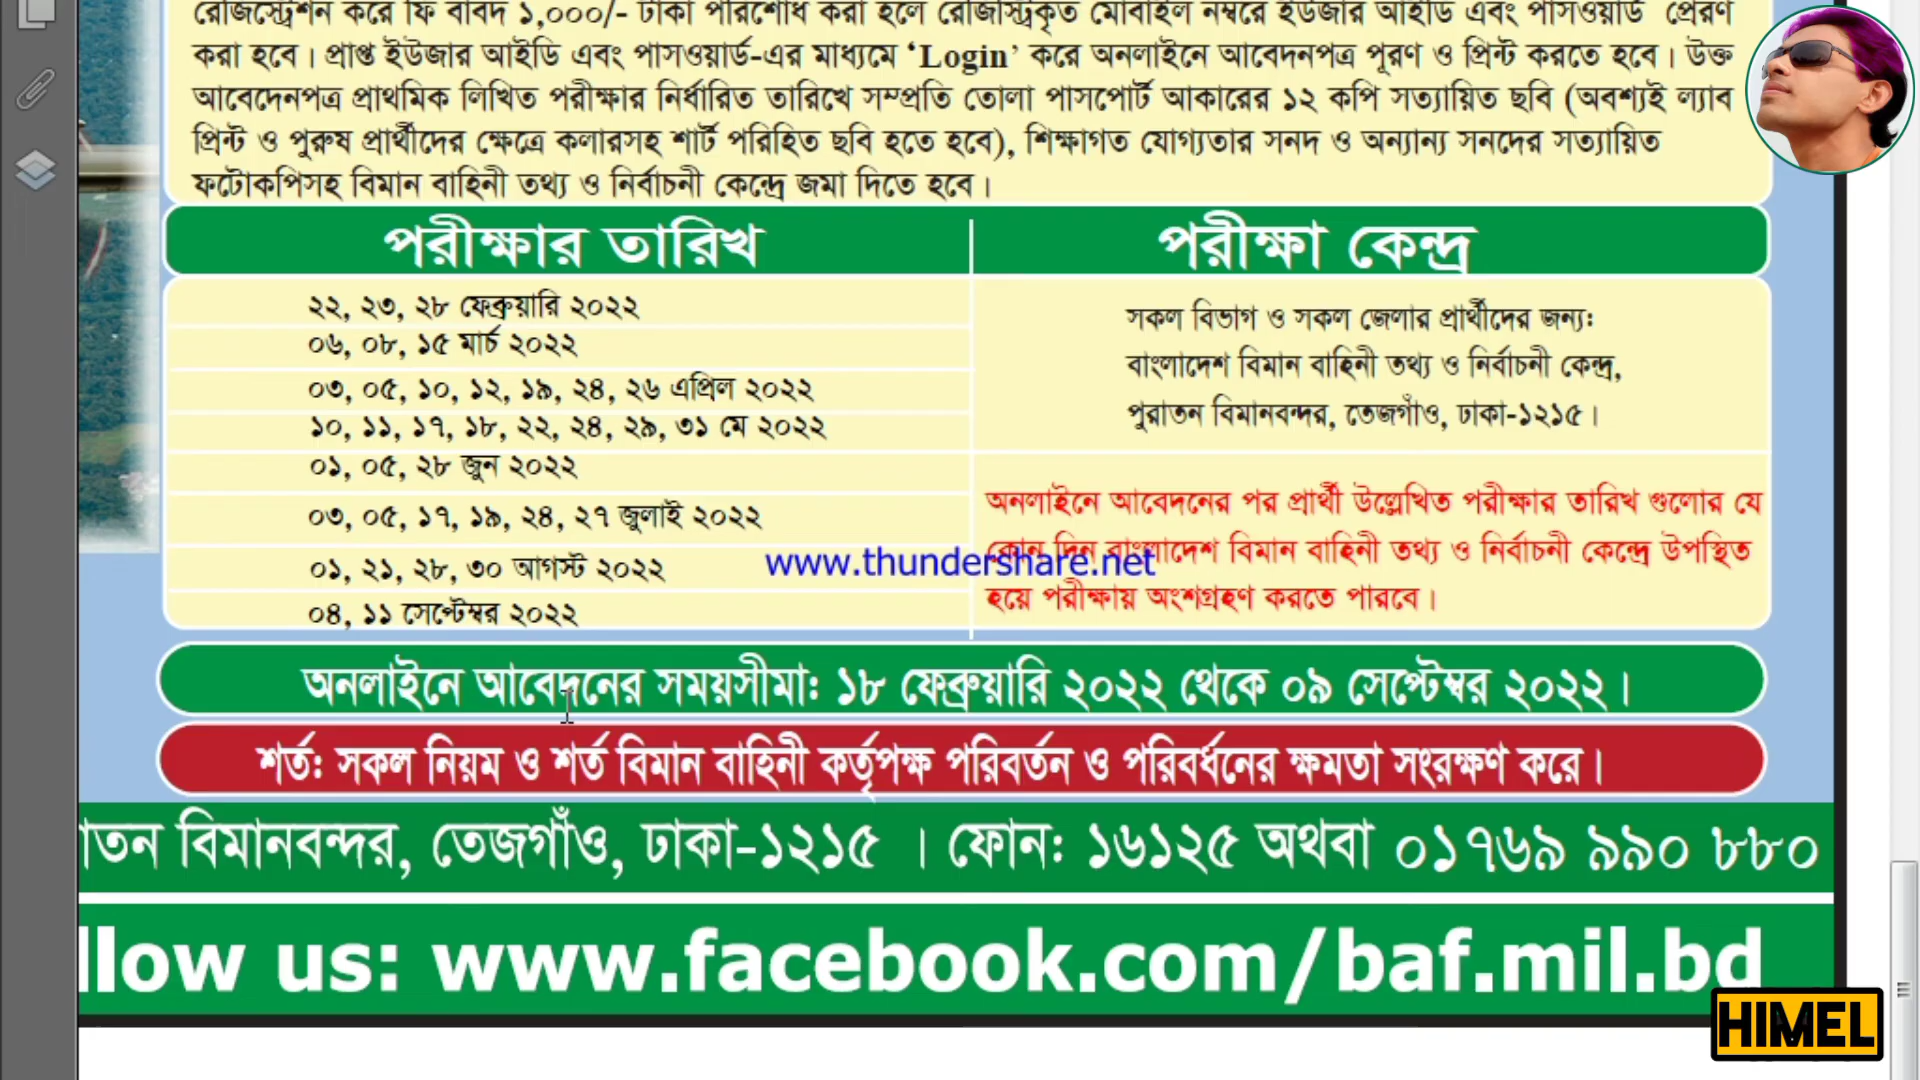 রেজিস্ট্রেশন করে ফি বাবদ ১,০০০/- টাকা পরিশোধ করা হলে রেজিস্ট্রিকৃত মোবাইল নম্বরে ইউজার আইডি এবং পাসওয়ার্ড প্রেরণ
করা হবে। প্রাপ্ত ইউজার আইডি এবং পাসওয়ার্ড-এর মাধ্যমে ‘Login’ করে অনলাইনে আবেদনপত্র পূরণ ও প্রিন্ট করতে হবে। উক্ত
আবেদেনপত্র প্রাথমিক লিখিত পরীক্ষার নির্ধারিত তারিখে সম্প্রতি তোলা পাসপোর্ট আকারের ১২ কপি সত্যায়িত ছবি (অবশ্যই ল্যাব
প্রিন্ট ও পুরুষ প্রার্থীদের ক্ষেত্রে কলারসহ শার্ট পরিহিত ছবি হতে হবে), শিক্ষাগত যোগ্যতার সনদ ও অন্যান্য সনদের সত্যায়িত
ফটোকপিসহ বিমান বাহিনী তথ্য ও নির্বাচনী কেন্দ্রে জমা দিতে হবে।
পরীক্ষার তারিখ
২২, ২৩, ২৮ ফেব্রুয়ারি ২০২২
০৬, ০৮, ১৫ মার্চ ২০২২
০৩, ০৫, ১০, ১২, ১৯, ২৪, ২৬ এপ্রিল ২০২২
১০, ১১, ১৭, ১৮, ২২, ২৪, ২৯, ৩১ মে ২০২২
০১, ০৫, ২৮ জুন ২০২২
০৩, ০৫, ১৭, ১৯, ২৪, ২৭ জুলাই ২০২২
০১, ২১, ২৮, ৩০ আগস্ট ২০২২
০৪, ১১ সেপ্টেম্বর ২০২২
পরীক্ষা কেন্দ্র
সকল বিভাগ ও সকল জেলার প্রার্থীদের জন্য:
বাংলাদেশ বিমান বাহিনী তথ্য ও নির্বাচনী কেন্দ্র,
পুরাতন বিমানবন্দর, তেজগাঁও, ঢাকা-১২১৫।
অনলাইনে আবেদনের পর প্রার্থী উল্লেখিত পরীক্ষার তারিখ গুলোর যে
কোন দিন বাংলাদেশ বিমান বাহিনী তথ্য ও নির্বাচনী কেন্দ্রে উপস্থিত
হয়ে পরীক্ষায় অংশগ্রহণ করতে পারবে।
www.thundershare.net
অনলাইনে আবেদনের সময়সীমা: ১৮ ফেব্রুয়ারি ২০২২ থেকে ০৯ সেপ্টেম্বর ২০২২।
শর্ত: সকল নিয়ম ও শর্ত বিমান বাহিনী কর্তৃপক্ষ পরিবর্তন ও পরিবর্ধনের ক্ষমতা সংরক্ষণ করে।
াতন বিমানবন্দর, তেজগাঁও, ঢাকা-১২১৫ । ফোন: ১৬১২৫ অথবা ০১৭৬৯ ৯৯০ ৮৮০
llow us: www.facebook.com/baf.mil.bd
HIMEL